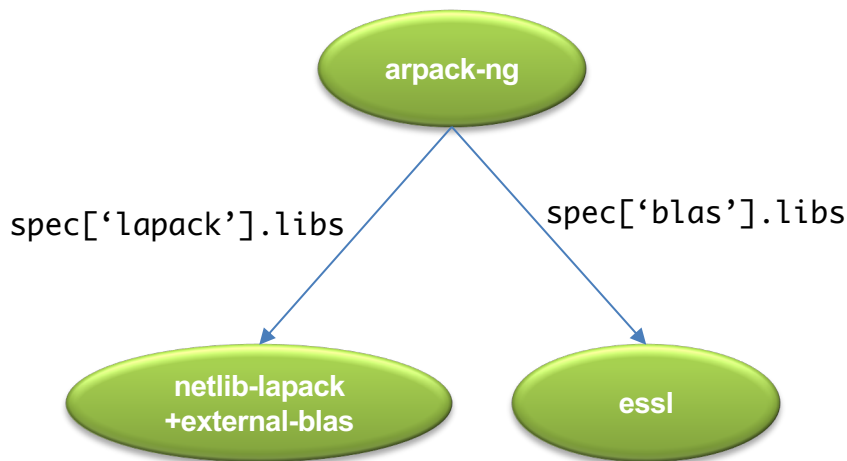 arpack-ng
spec[‘lapack’].libs
spec[‘blas’].libs
netlib-lapack
+external-blas
essl